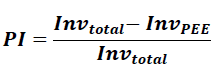 PI = (Inv_total − Inv_PEE) / Inv_total